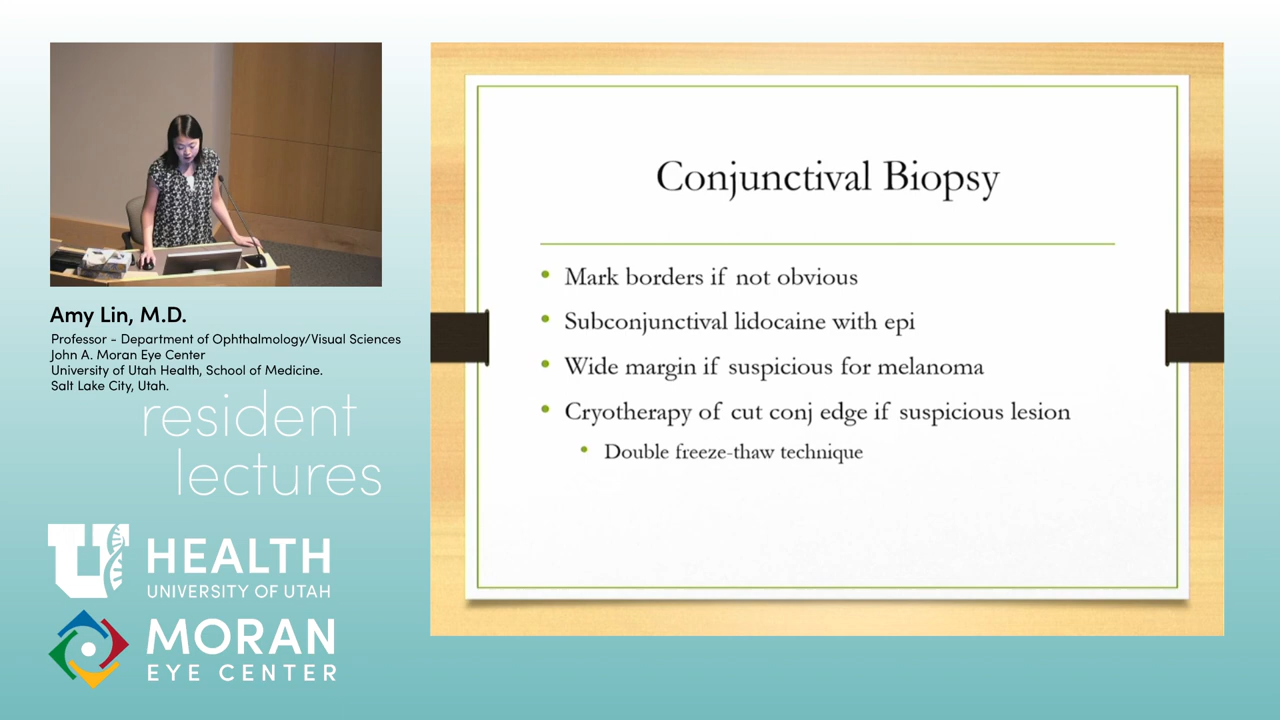 Amy Lin, M.D.
Professor - Department of Ophthalmology/Visual Sciences
John A. Moran Eye Center
University of Utah Health, School of Medicine.
Salt Lake City, Utah.
resident
lectures
U HEALTH
UNIVERSITY OF UTAH
MORAN
EYE CENTER
Conjunctival Biopsy
• Mark borders if not obvious
• Subconjunctival lidocaine with epi
• Wide margin if suspicious for melanoma
• Cryotherapy of cut conj edge if suspicious lesion
• Double freeze-thaw technique